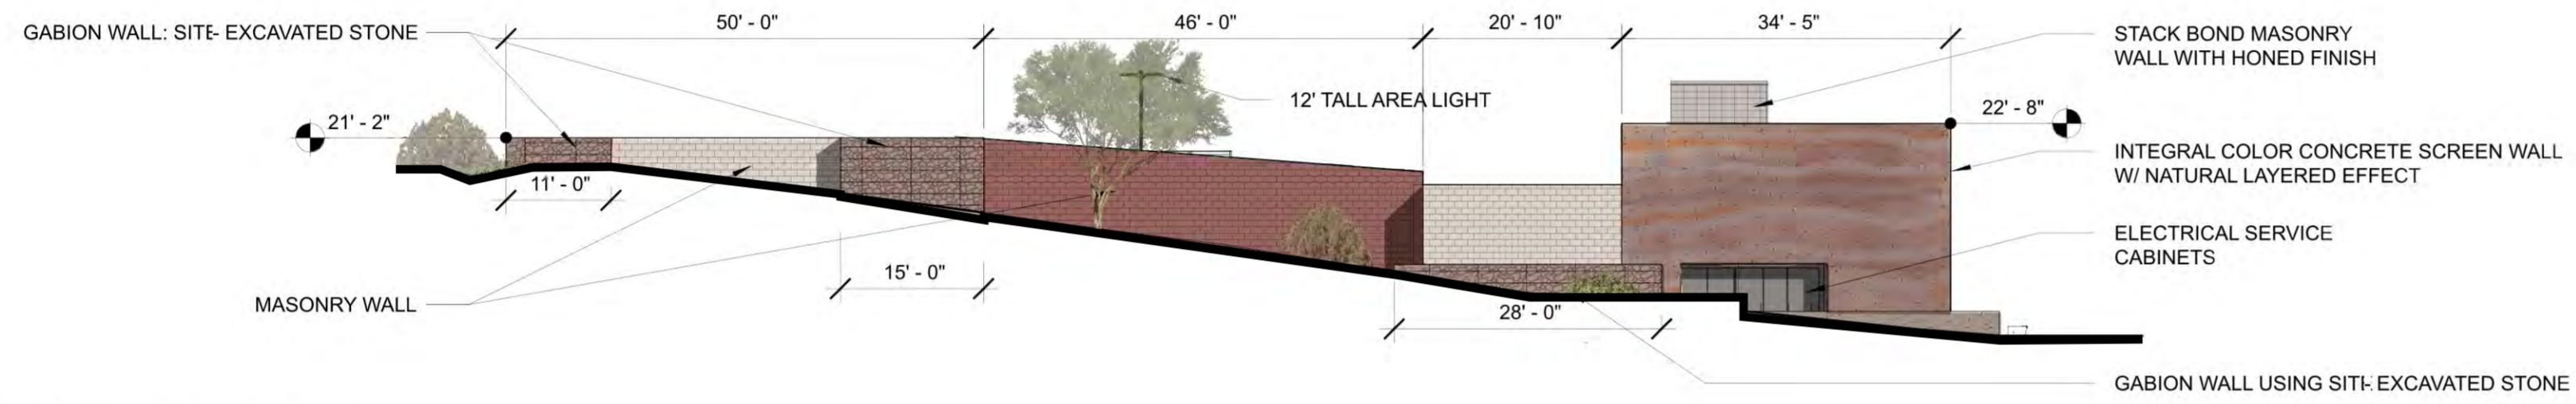 50' - 0"
46' - 0"
20' - 10"
34' - 5"
GABION WALL: SITE- EXCAVATED STONE
STACK BOND MASONRY
WALL WITH HONED FINISH
12' TALL AREA LIGHT
21' - 2"
22' - 8"
INTEGRAL COLOR CONCRETE SCREEN WALL
W/ NATURAL LAYERED EFFECT
11' - 0"
ELECTRICAL SERVICE
CABINETS
15' - 0"
MASONRY WALL
28' - 0"
GABION WALL USING SITE- EXCAVATED STONE